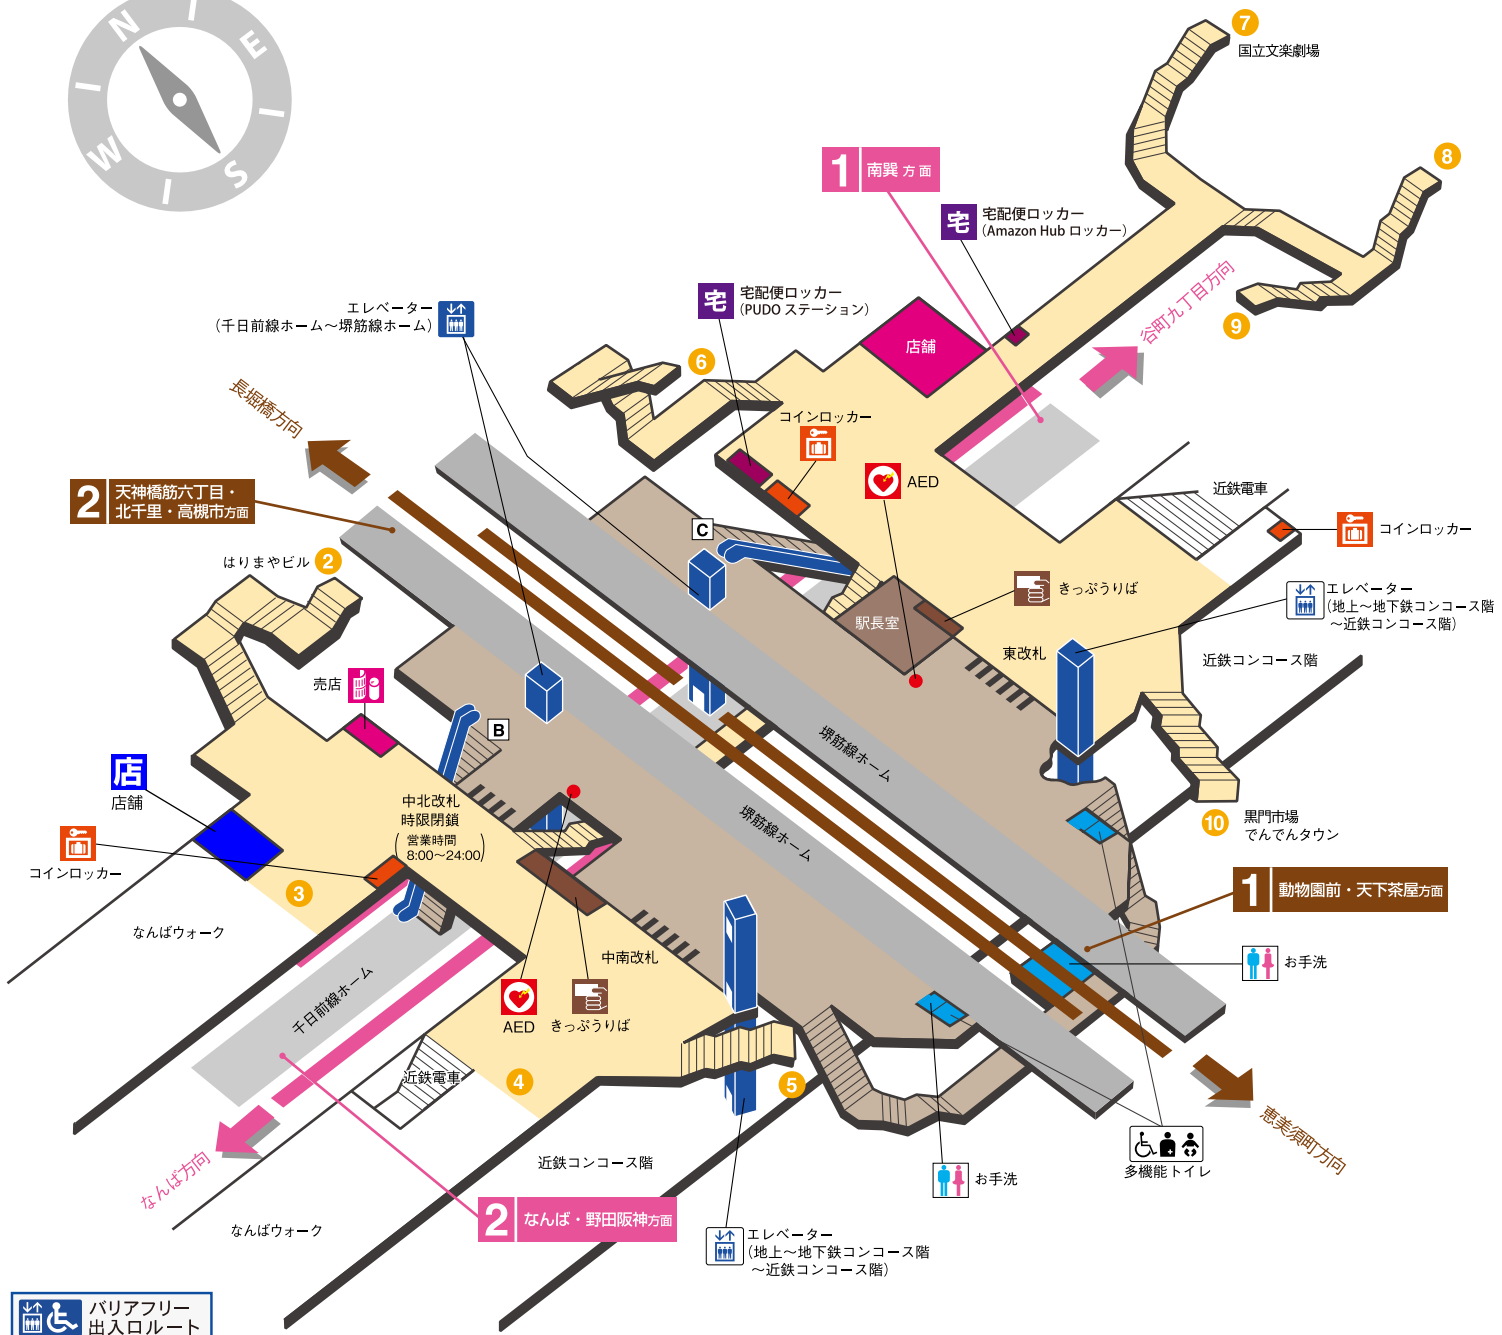 N
E
S
W
7
国立文楽劇場
8
1 南巽 方面
宅 宅配便ロッカー
(Amazon Hub ロッカー)
谷町九丁目方向
9
宅 宅配便ロッカー
(PUDO ステーション)
エレベーター
(千日前線ホーム～堺筋線ホーム)
店舗
6
長堀橋方向
コインロッカー
AED
近鉄電車
コインロッカー
2 天神橋筋六丁目・
北千里・高槻市方面
C
はりまやビル 2
きっぷうりば
エレベーター
(地上～地下鉄コンコース階
～近鉄コンコース階)
駅長室
東改札
近鉄コンコース階
売店
B
堺筋線ホーム
店
店舗
中北改札
時限閉鎖
(営業時間
8:00～24:00)
堺筋線ホーム
10 黒門市場
でんでんタウン
コインロッカー
3
1 動物園前・天下茶屋方面
なんばウォーク
中南改札
お手洗
千日前線ホーム
AED
きっぷうりば
近鉄電車
4
5
恵美須町方向
なんば方向
近鉄コンコース階
お手洗
多機能トイレ
2 なんば・野田阪神方面
なんばウォーク
エレベーター
(地上～地下鉄コンコース階
～近鉄コンコース階)
バリアフリー
出入口ルート